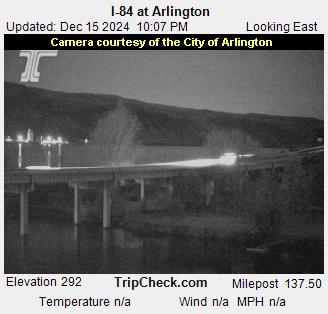 I-84 at Arlington
Updated: Dec 15 2024 10:07 PM Looking East
Camera courtesy of the City of Arlington
Elevation 292 TripCheck.com Milepost 137.50
Temperature n/a Wind n/a MPH n/a